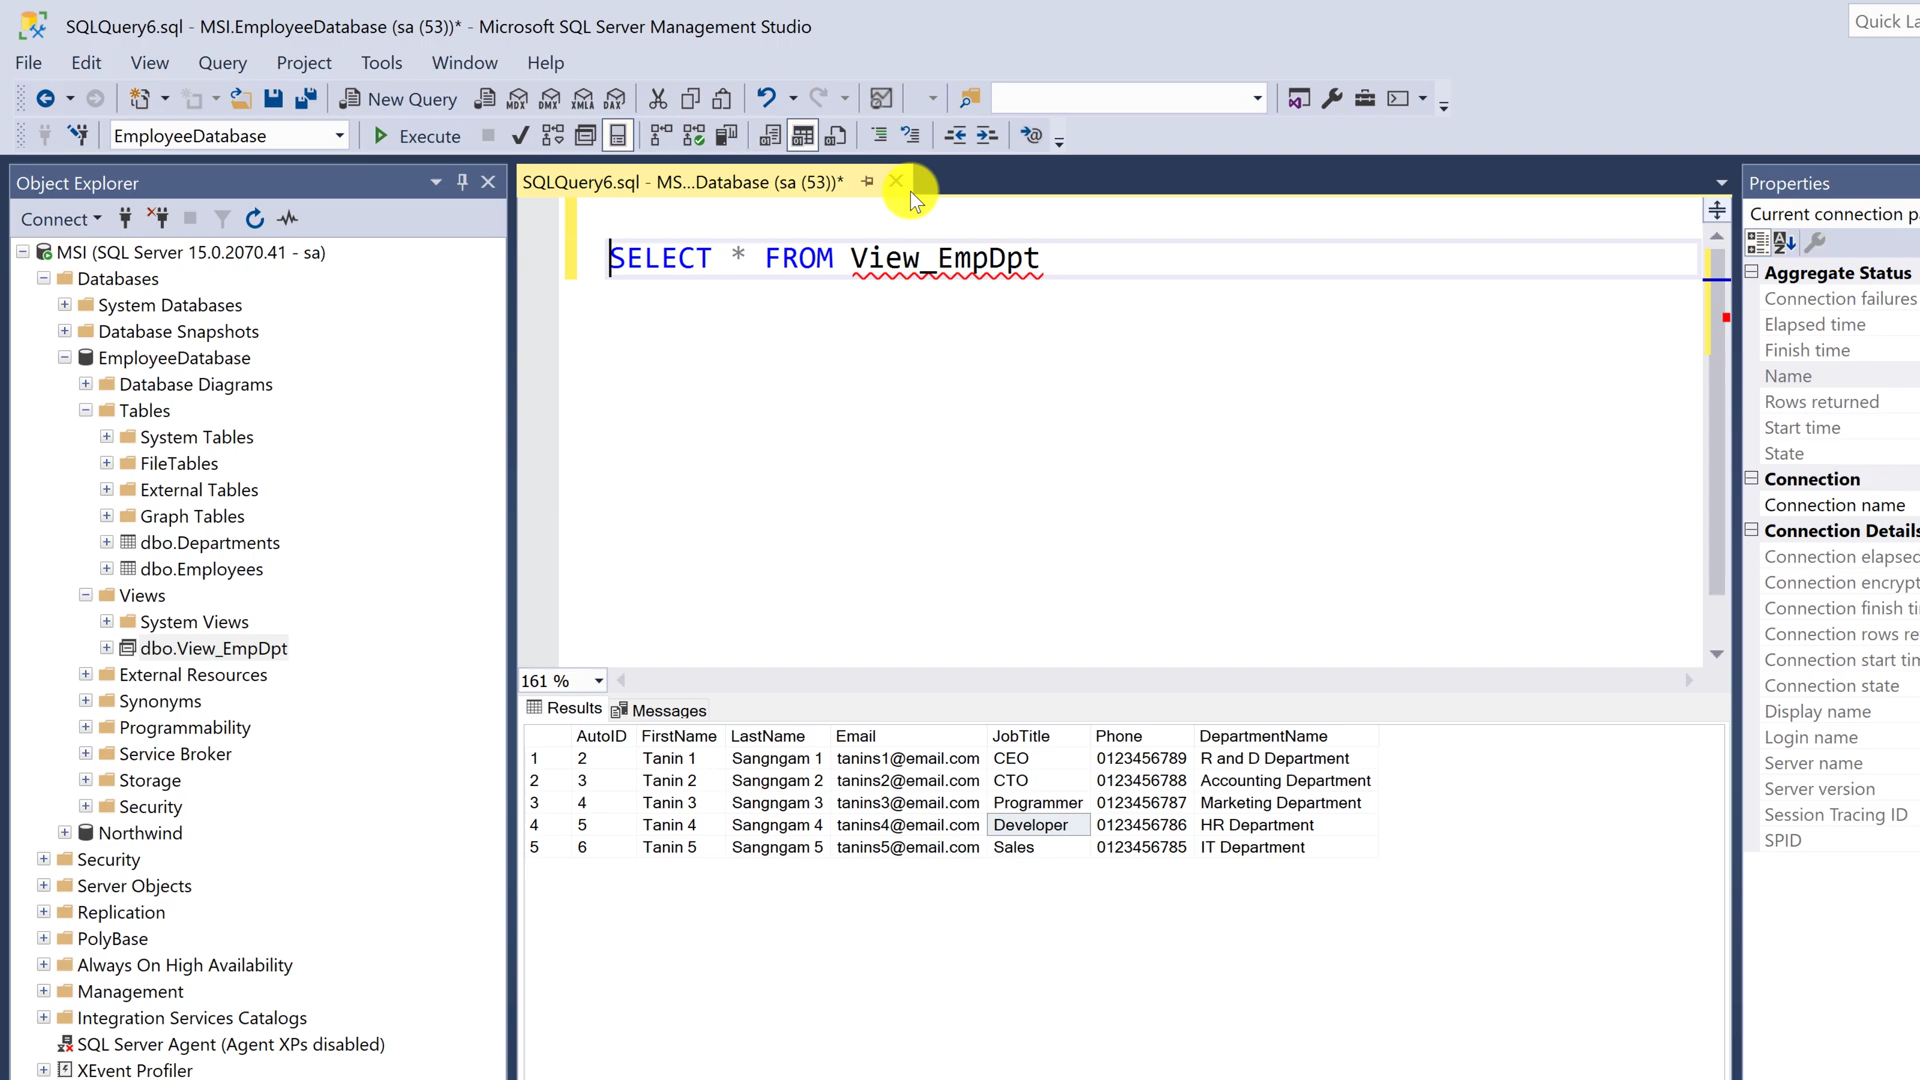 SQLQuery6.sql - MSI.EmployeeDatabase (sa (53))* - Microsoft SQL Server Management Studio
Quick La
File Edit View Query Project Tools Window Help
New Query MDX DMX XMLA DAX
EmployeeDatabase Execute
Object Explorer
Connect
MSI (SQL Server 15.0.2070.41 - sa)
Databases
System Databases
Database Snapshots
EmployeeDatabase
Database Diagrams
Tables
System Tables
FileTables
External Tables
Graph Tables
dbo.Departments
dbo.Employees
Views
System Views
dbo.View_EmpDpt
External Resources
Synonyms
Programmability
Service Broker
Storage
Security
Northwind
Security
Server Objects
Replication
PolyBase
Always On High Availability
Management
Integration Services Catalogs
SQL Server Agent (Agent XPs disabled)
XEvent Profiler
SQLQuery6.sql - MS...Database (sa (53))*
SELECT * FROM View_EmpDpt
161 %
Results Messages
AutoID FirstName LastName Email JobTitle Phone DepartmentName
1 2 Tanin 1 Sangngam 1 tanins1@email.com CEO 0123456789 R and D Department
2 3 Tanin 2 Sangngam 2 tanins2@email.com CTO 0123456788 Accounting Department
3 4 Tanin 3 Sangngam 3 tanins3@email.com Programmer 0123456787 Marketing Department
4 5 Tanin 4 Sangngam 4 tanins4@email.com Developer 0123456786 HR Department
5 6 Tanin 5 Sangngam 5 tanins5@email.com Sales 0123456785 IT Department
Properties
Current connection pa
Aggregate Status
Connection failures
Elapsed time
Finish time
Name
Rows returned
Start time
State
Connection
Connection name
Connection Details
Connection elapsed
Connection encrypt
Connection finish ti
Connection rows re
Connection start tim
Connection state
Display name
Login name
Server name
Server version
Session Tracing ID
SPID